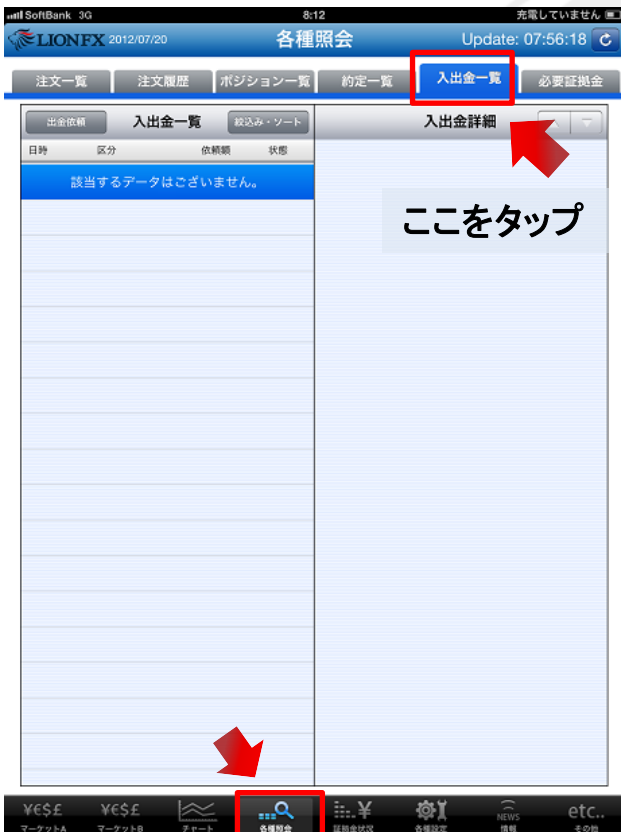 SoftBank 3G 8:12 充電していません
LIONFX 2012/07/20 各種照会 Update: 07:56:18
注文一覧 注文履歴 ポジション一覧 約定一覧 入出金一覧 必要証拠金
出金依頼 入出金一覧 絞込み・ソート 入出金詳細
日時 区分 依頼額 状態
該当するデータはございません。
ここをタップ
¥€$£ ¥€$£ ¥ NEWS etc..
マーケットA マーケットB チャート 各種照会 証拠金状況 各種設定 情報 その他